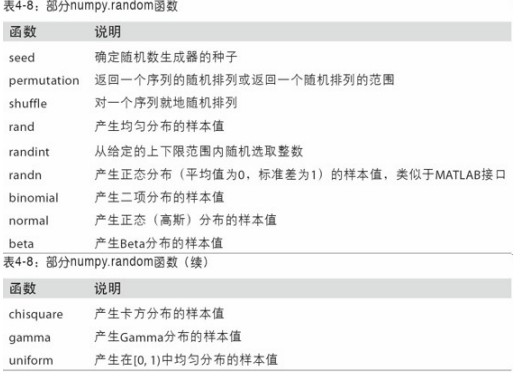 表4-8：部分numpy.random函数
函数 说明
seed 确定随机数生成器的种子
permutation 返回一个序列的随机排列或返回一个随机排列的范围
shuffle 对一个序列就地随机排列
rand 产生均匀分布的样本值
randint 从给定的上下限范围内随机选取整数
randn 产生正态分布（平均值为0，标准差为1）的样本值，类似于MATLAB接口
binomial 产生二项分布的样本值
normal 产生正态（高斯）分布的样本值
beta 产生Beta分布的样本值
表4-8：部分numpy.random函数（续）
函数 说明
chisquare 产生卡方分布的样本值
gamma 产生Gamma分布的样本值
uniform 产生在[0, 1)中均匀分布的样本值